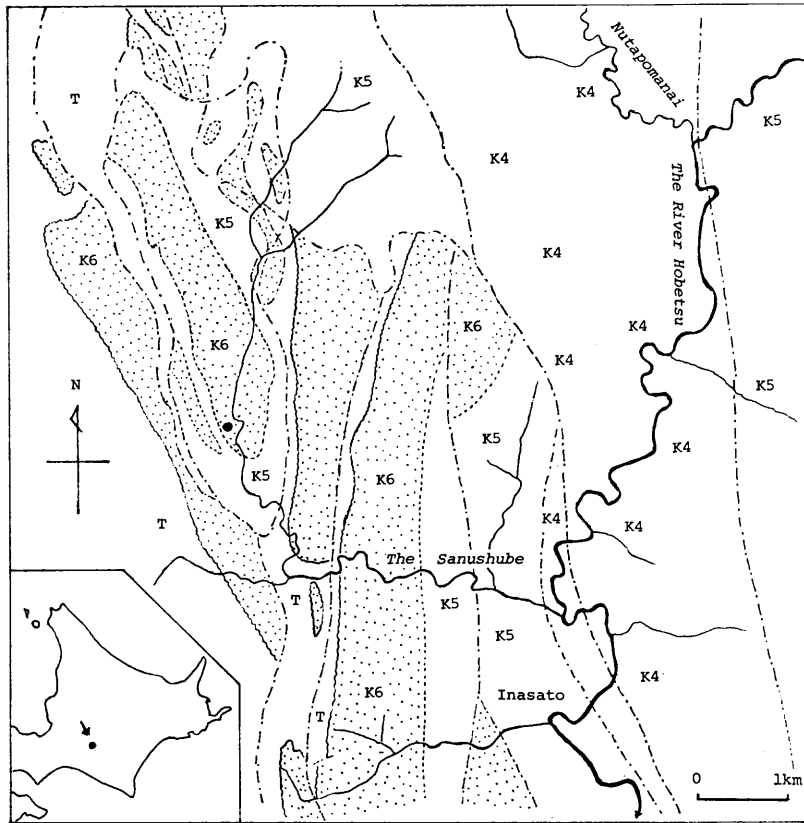 Nutapomanai
K5
K4
K5
T
K4
The River Hobetsu
K5
K4
K6
K6
K4
K4
K6
K5
N
K5
K4
K6
K5
K4
K4
T
The Sanushube
T
K5
K5
K4
Inasato
K6
T
0 1km